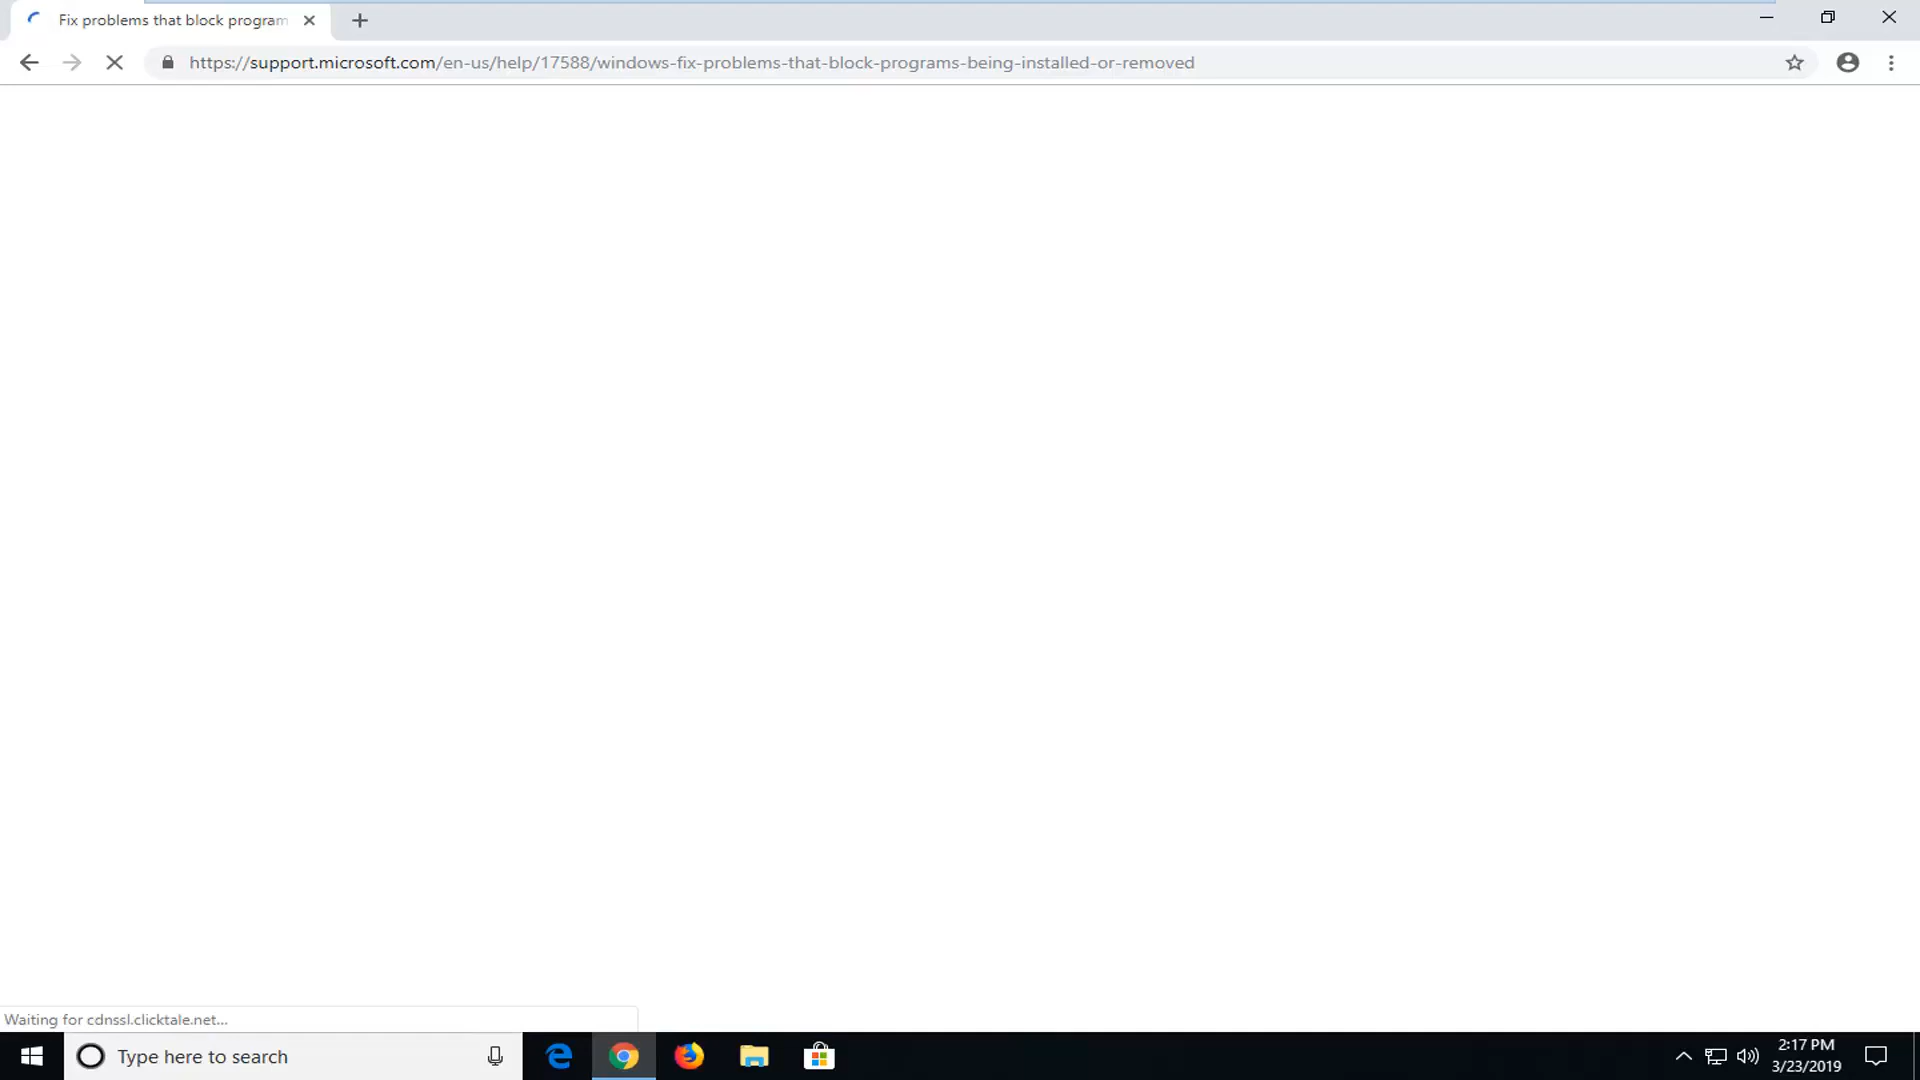 Fix problems that block program
https://support.microsoft.com/en-us/help/17588/windows-fix-problems-that-block-programs-being-installed-or-removed
Waiting for cdnssl.clicktale.net...
Type here to search
2:17 PM
3/23/2019